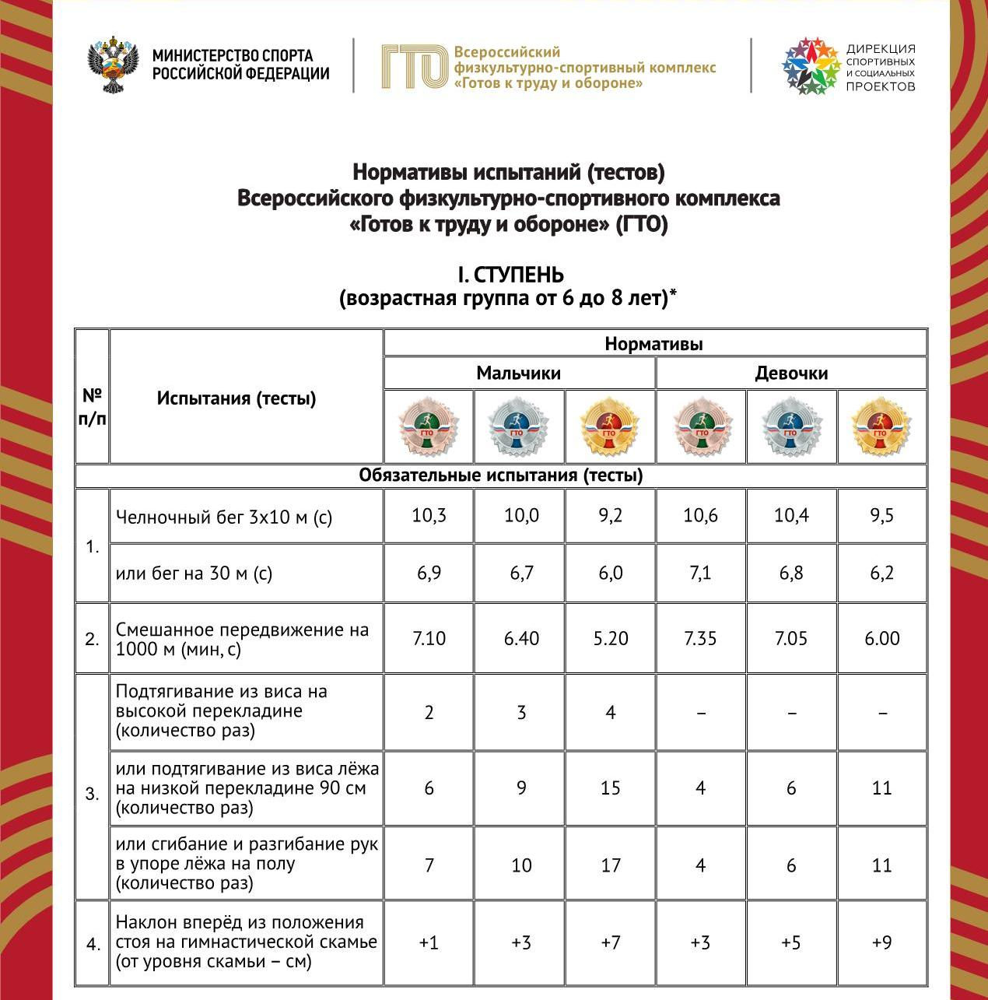 МИНИСТЕРСТВО СПОРТА
РОССИЙСКОЙ ФЕДЕРАЦИИ
ГТО
Всероссийский
физкультурно-спортивный комплекс
«Готов к труду и обороне»
ДИРЕКЦИЯ
СПОРТИВНЫХ
И СОЦИАЛЬНЫХ
ПРОЕКТОВ
Нормативы испытаний (тестов)
Всероссийского физкультурно-спортивного комплекса
«Готов к труду и обороне» (ГТО)
I. СТУПЕНЬ
(возрастная группа от 6 до 8 лет)*
№
п/п
Испытания (тесты)
Нормативы
Мальчики Девочки
ГТО ГТО ГТО ГТО ГТО ГТО
Обязательные испытания (тесты)
1.
Челночный бег 3х10 м (с) 10,3 10,0 9,2 10,6 10,4 9,5
или бег на 30 м (с) 6,9 6,7 6,0 7,1 6,8 6,2
2.
Смешанное передвижение на
1000 м (мин, с) 7.10 6.40 5.20 7.35 7.05 6.00
3.
Подтягивание из виса на
высокой перекладине
(количество раз) 2 3 4 – – –
или подтягивание из виса лёжа
на низкой перекладине 90 см
(количество раз) 6 9 15 4 6 11
или сгибание и разгибание рук
в упоре лёжа на полу
(количество раз) 7 10 17 4 6 11
4.
Наклон вперёд из положения
стоя на гимнастической скамье
(от уровня скамьи – см) +1 +3 +7 +3 +5 +9